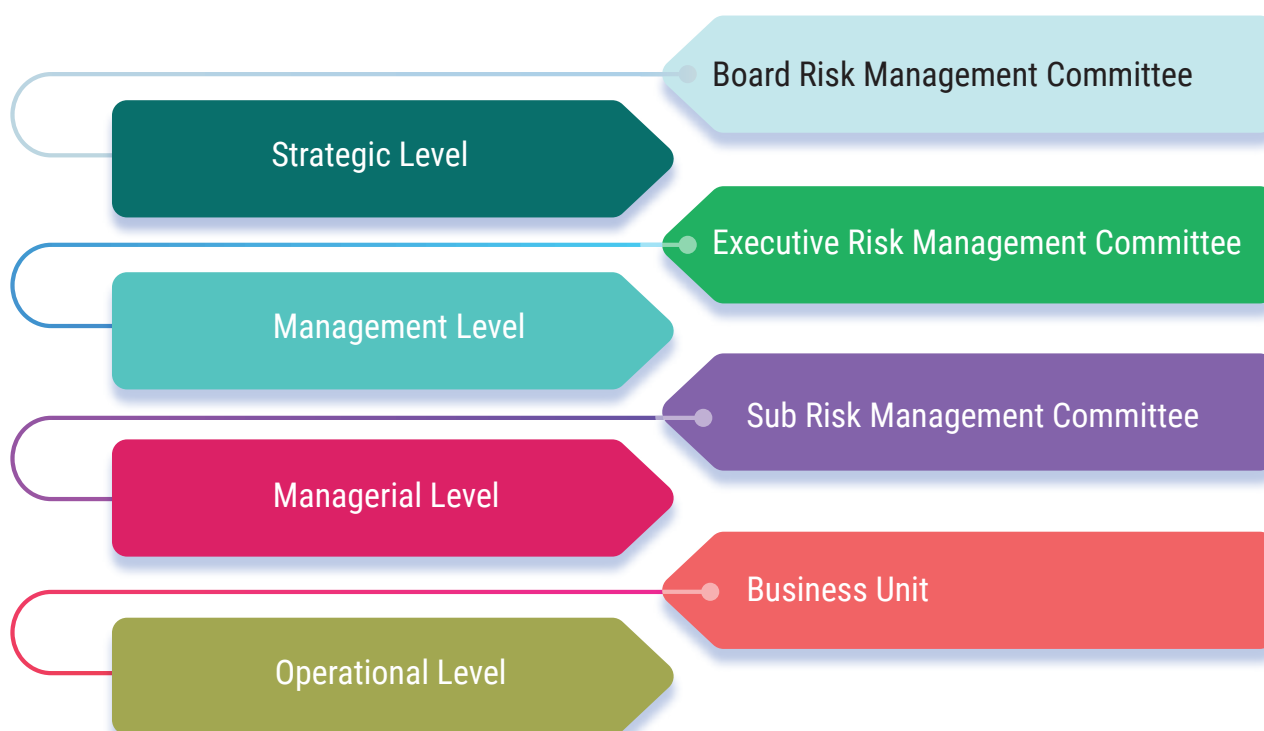 Board Risk Management Committee
Strategic Level
Executive Risk Management Committee
Management Level
Sub Risk Management Committee
Managerial Level
Business Unit
Operational Level